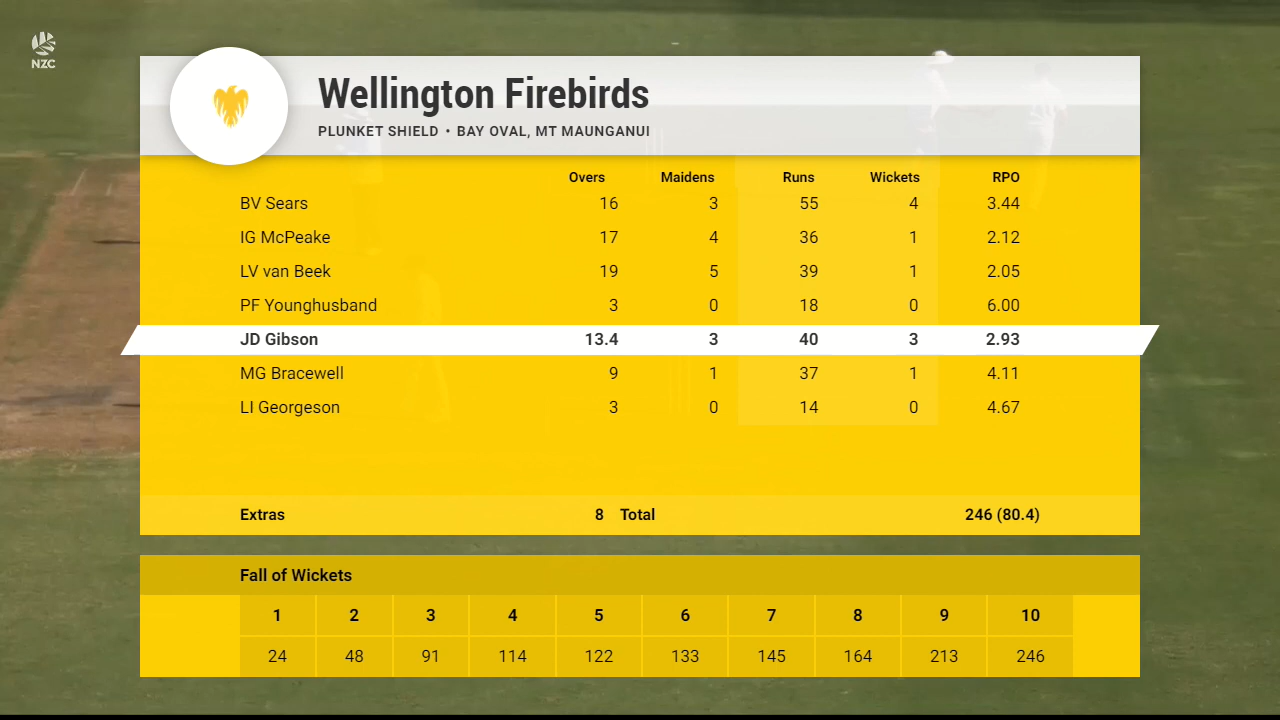 NZC
Wellington Firebirds
PLUNKET SHIELD • BAY OVAL, MT MAUNGANUI
Overs Maidens Runs Wickets RPO
BV Sears 16 3 55 4 3.44
IG McPeake 17 4 36 1 2.12
LV van Beek 19 5 39 1 2.05
PF Younghusband 3 0 18 0 6.00
JD Gibson 13.4 3 40 3 2.93
MG Bracewell 9 1 37 1 4.11
LI Georgeson 3 0 14 0 4.67
Extras 8 Total 246 (80.4)
Fall of Wickets
1 2 3 4 5 6 7 8 9 10
24 48 91 114 122 133 145 164 213 246